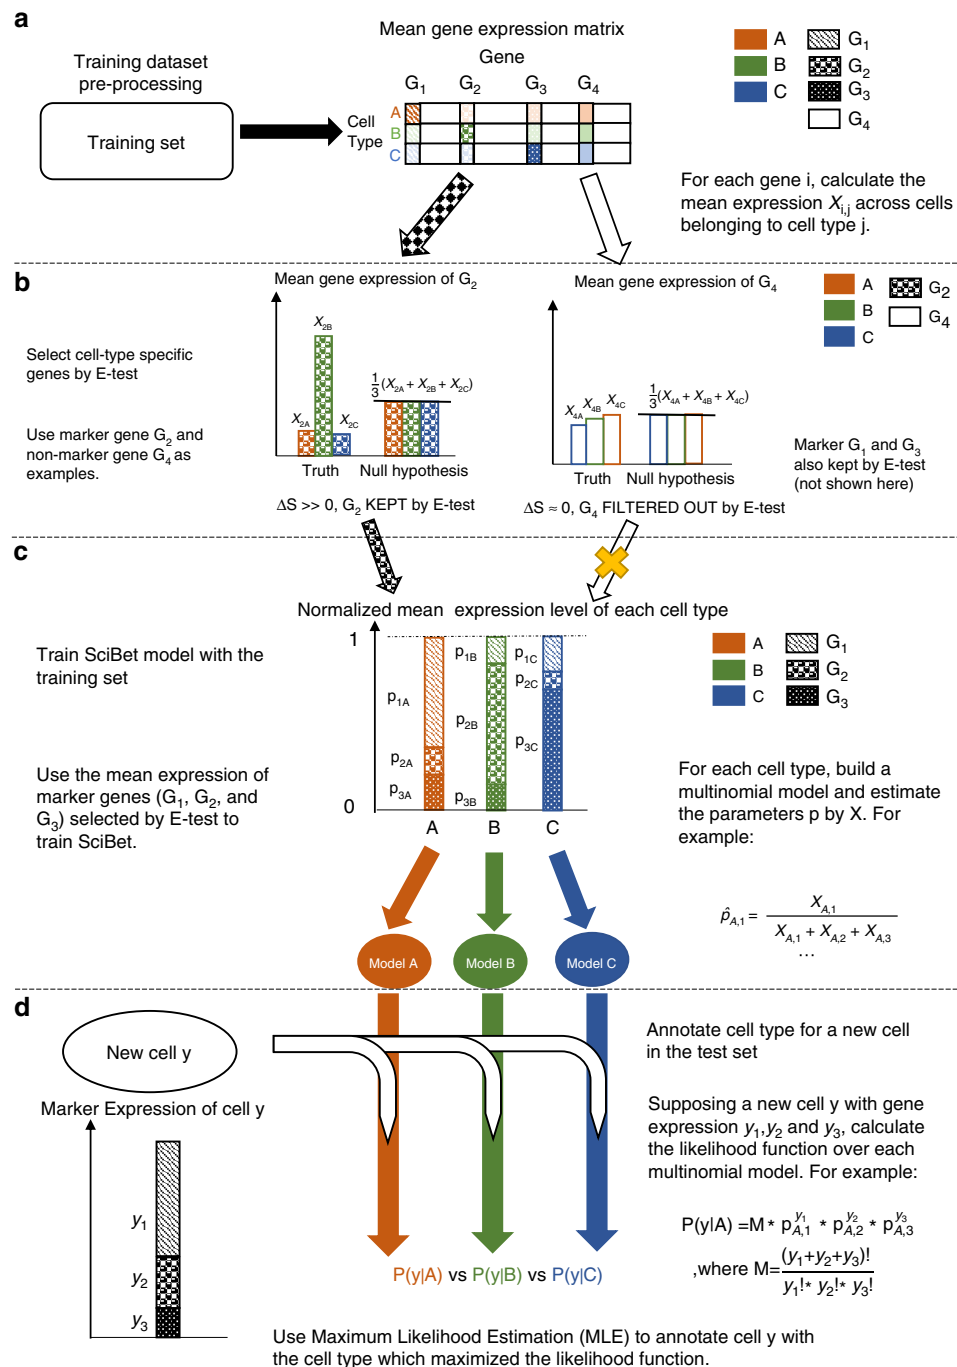 a
Mean gene expression matrix
Training dataset
pre-processing
Training set
Gene
G1 G2 G3 G4
Cell
Type
A
B
C
A
B
C
G1
G2
G3
G4
For each gene i, calculate the
mean expression Xi,j across cells
belonging to cell type j.
b
Mean gene expression of G2
Mean gene expression of G4
A
B
C
G2
G4
Select cell-type specific
genes by E-test
Use marker gene G2 and
non-marker gene G4 as
examples.
X2A
X2B
X2C
1/3(X2A + X2B + X2C)
Truth
Null hypothesis
ΔS >> 0, G2 KEPT by E-test
X4A
X4B
X4C
1/3(X4A + X4B + X4C)
Truth
Null hypothesis
ΔS ≈ 0, G4 FILTERED OUT by E-test
Marker G1 and G3
also kept by E-test
(not shown here)
c
Normalized mean expression level of each cell type
Train SciBet model with the
training set
Use the mean expression of
marker genes (G1, G2, and
G3) selected by E-test to
train SciBet.
1
0
p1A
p2A
p3A
p1B
p2B
p3B
p1C
p2C
p3C
A B C
A
B
C
G1
G2
G3
For each cell type, build a
multinomial model and estimate
the parameters p by X. For
example:
p̂A,1 = XA,1 / (XA,1 + XA,2 + XA,3)
...
Model A
Model B
Model C
d
New cell y
Marker Expression of cell y
y1
y2
y3
Annotate cell type for a new cell
in the test set
Supposing a new cell y with gene
expression y1,y2 and y3, calculate
the likelihood function over each
multinomial model. For example:
P(y|A) =M * pA,1^y1 * pA,2^y2 * pA,3^y3
,where M=(y1+y2+y3)! / y1!* y2!* y3!
P(y|A) vs P(y|B) vs P(y|C)
Use Maximum Likelihood Estimation (MLE) to annotate cell y with
the cell type which maximized the likelihood function.